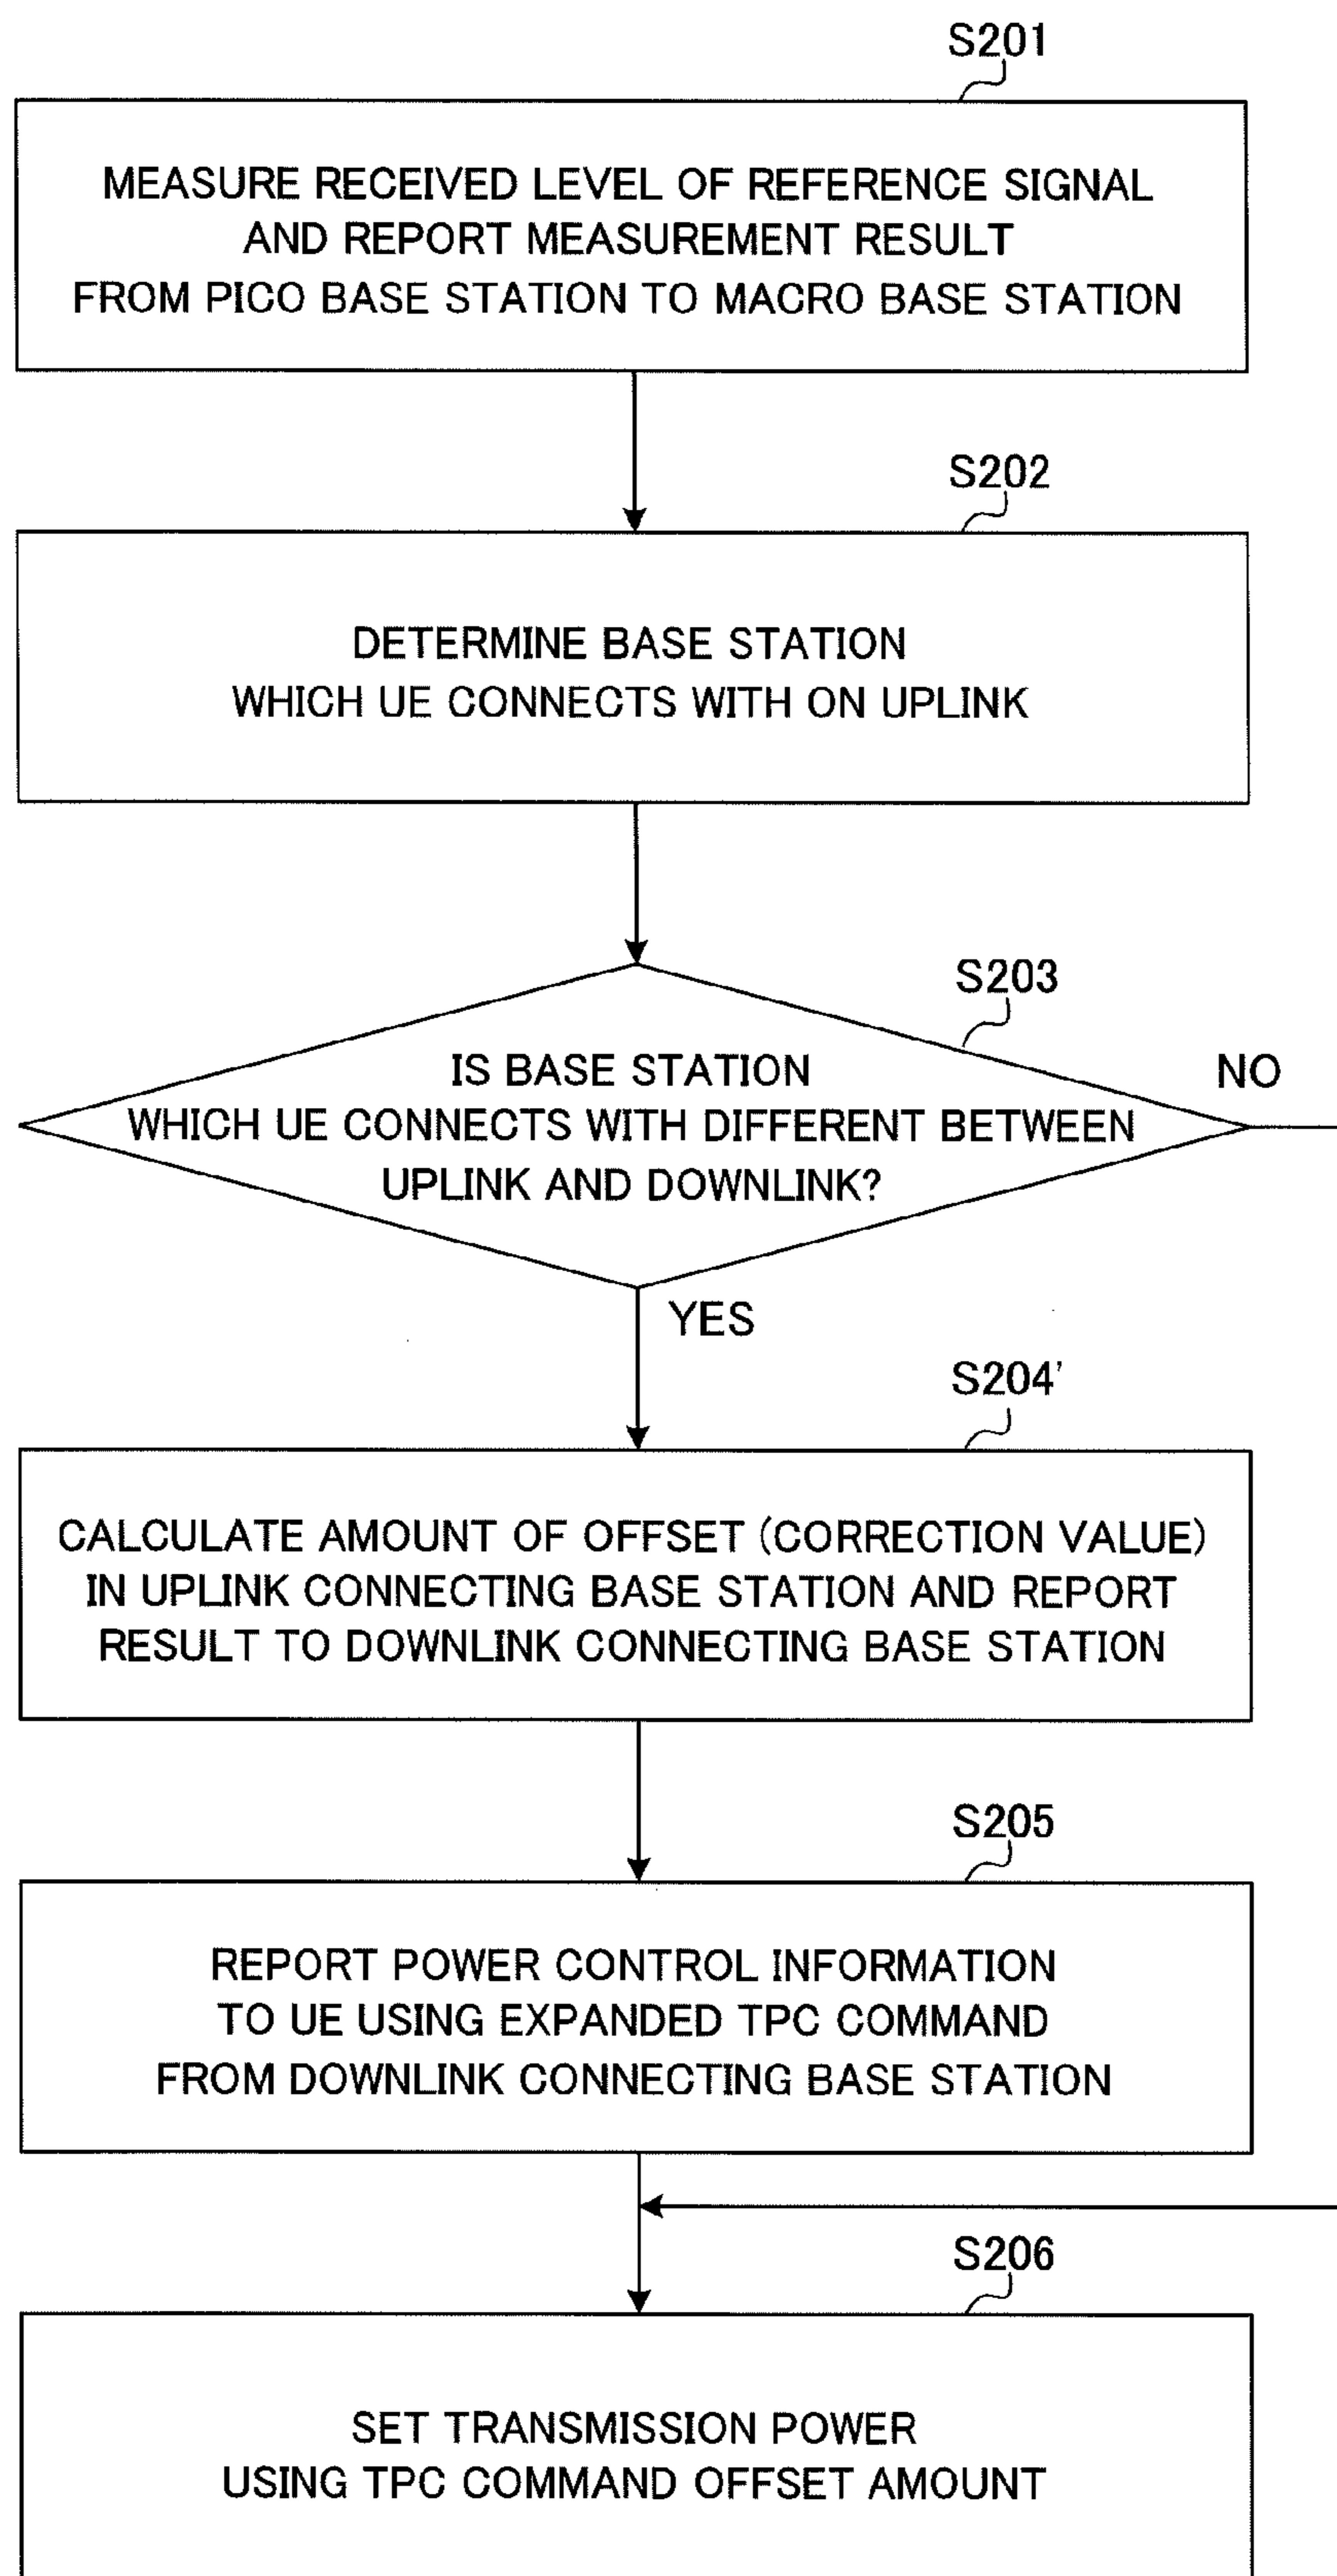 S201
MEASURE RECEIVED LEVEL OF REFERENCE SIGNAL
AND REPORT MEASUREMENT RESULT
FROM PICO BASE STATION TO MACRO BASE STATION
S202
DETERMINE BASE STATION
WHICH UE CONNECTS WITH ON UPLINK
S203
IS BASE STATION
WHICH UE CONNECTS WITH DIFFERENT BETWEEN
UPLINK AND DOWNLINK?
NO
YES
S204'
CALCULATE AMOUNT OF OFFSET (CORRECTION VALUE)
IN UPLINK CONNECTING BASE STATION AND REPORT
RESULT TO DOWNLINK CONNECTING BASE STATION
S205
REPORT POWER CONTROL INFORMATION
TO UE USING EXPANDED TPC COMMAND
FROM DOWNLINK CONNECTING BASE STATION
S206
SET TRANSMISSION POWER
USING TPC COMMAND OFFSET AMOUNT